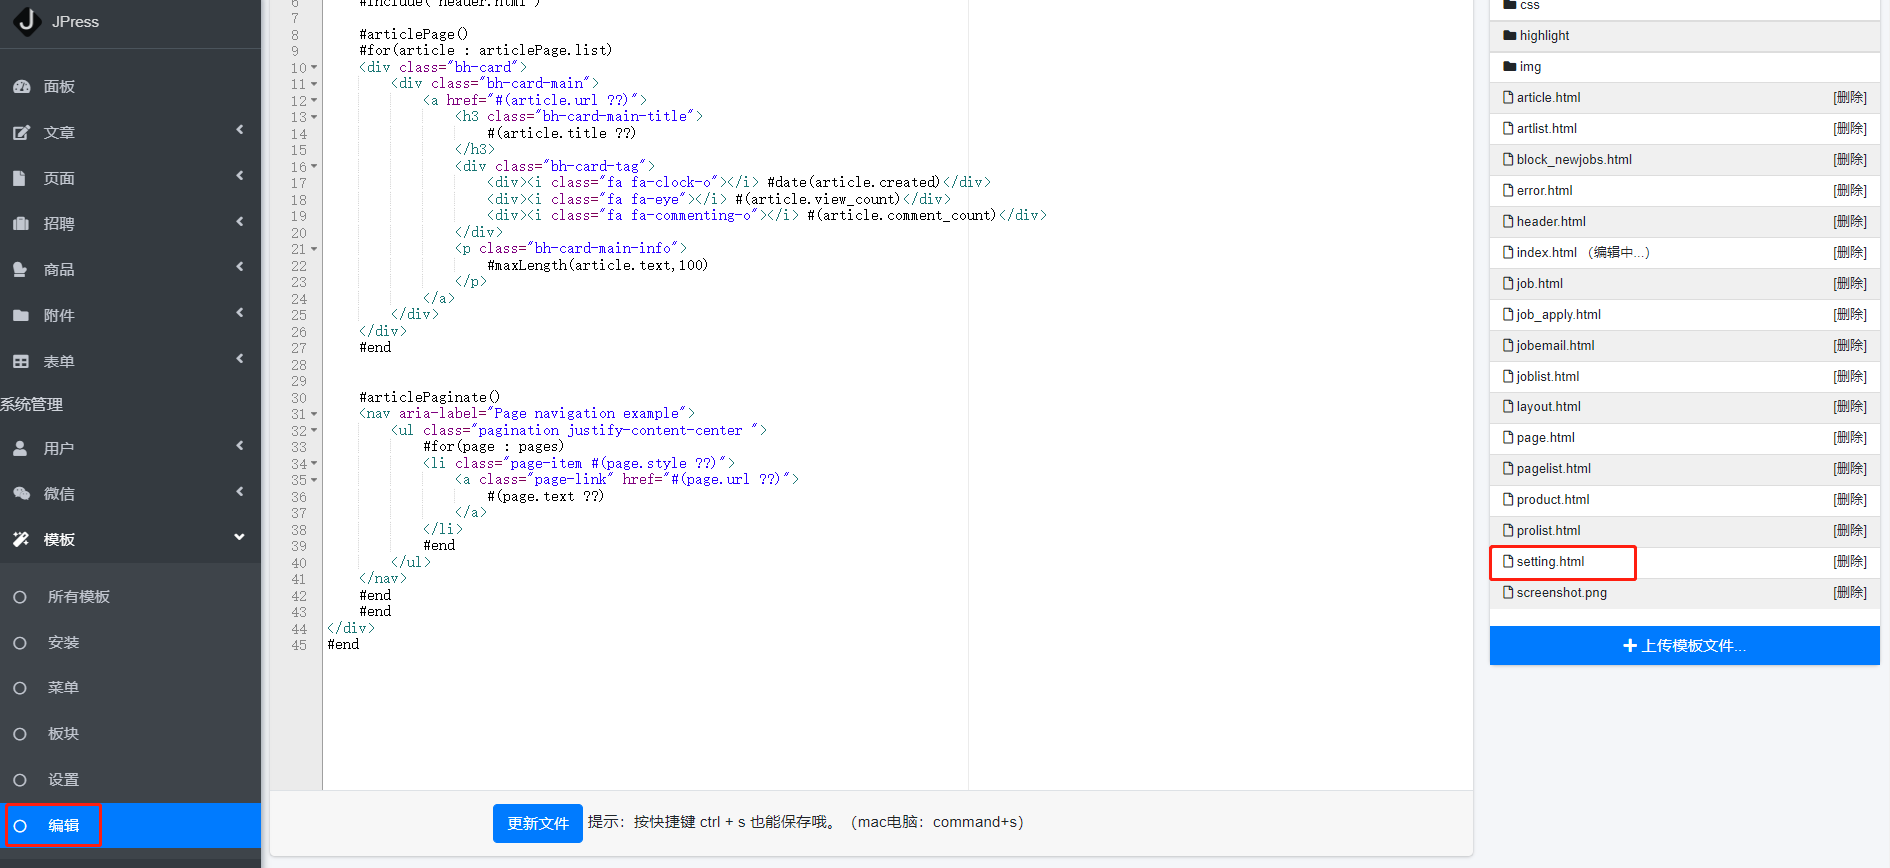 JPress
面板
文章
页面
招聘
商品
附件
表单
系统管理
用户
微信
模板
所有模板
安装
菜单
板块
设置
编辑
6 #include("header.html")
7
8 #articlePage()
9 #for(article : articlePage.list)
10 <div class="bh-card">
11 <div class="bh-card-main">
12 <a href="#(article.url ??)">
13 <h3 class="bh-card-main-title">
14 #(article.title ??)
15 </h3>
16 <div class="bh-card-tag">
17 <div><i class="fa fa-clock-o"></i> #date(article.created)</div>
18 <div><i class="fa fa-eye"></i> #(article.view_count)</div>
19 <div><i class="fa fa-commenting-o"></i> #(article.comment_count)</div>
20 </div>
21 <p class="bh-card-main-info">
22 #maxLength(article.text,100)
23 </p>
24 </a>
25 </div>
26 </div>
27 #end
28
29
30 #articlePaginate()
31 <nav aria-label="Page navigation example">
32 <ul class="pagination justify-content-center ">
33 #for(page : pages)
34 <li class="page-item #(page.style ??)">
35 <a class="page-link" href="#(page.url ??)">
36 #(page.text ??)
37 </a>
38 </li>
39 #end
40 </ul>
41 </nav>
42 #end
43 #end
44 </div>
45 #end
更新文件 提示：按快捷键 ctrl + s 也能保存哦。（mac电脑：command+s）
css
highlight
img
article.html [删除]
artlist.html [删除]
block_newjobs.html [删除]
error.html [删除]
header.html [删除]
index.html （编辑中...） [删除]
job.html [删除]
job_apply.html [删除]
jobemail.html [删除]
joblist.html [删除]
layout.html [删除]
page.html [删除]
pagelist.html [删除]
product.html [删除]
prolist.html [删除]
setting.html [删除]
screenshot.png [删除]
上传模板文件...